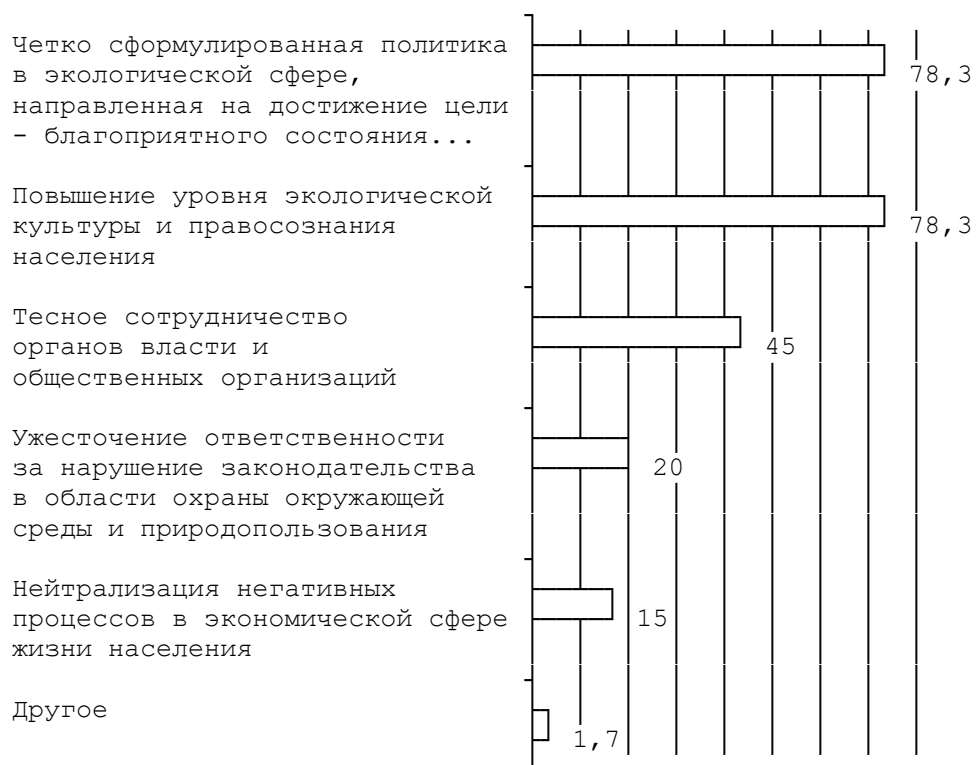 Четко сформулированная политика
в экологической сфере,
направленная на достижение цели
- благоприятного состояния...
78,3
Повышение уровня экологической
культуры и правосознания
населения
78,3
Тесное сотрудничество
органов власти и
общественных организаций
45
Ужесточение ответственности
за нарушение законодательства
в области охраны окружающей
среды и природопользования
20
Нейтрализация негативных
процессов в экономической сфере
жизни населения
15
Другое
1,7